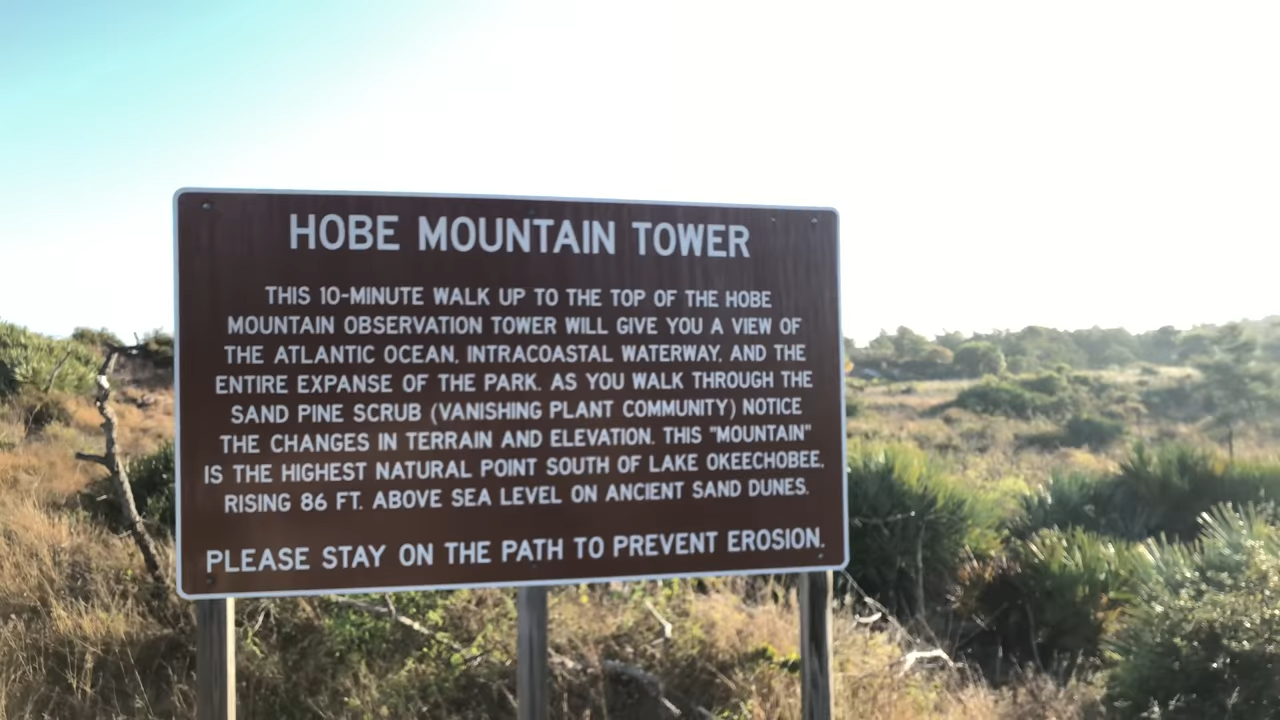 HOBE MOUNTAIN TOWER
THIS 10-MINUTE WALK UP TO THE TOP OF THE HOBE
MOUNTAIN OBSERVATION TOWER WILL GIVE YOU A VIEW OF
THE ATLANTIC OCEAN, INTRACOASTAL WATERWAY, AND THE
ENTIRE EXPANSE OF THE PARK. AS YOU WALK THROUGH THE
SAND PINE SCRUB (VANISHING PLANT COMMUNITY) NOTICE
THE CHANGES IN TERRAIN AND ELEVATION. THIS "MOUNTAIN"
IS THE HIGHEST NATURAL POINT SOUTH OF LAKE OKEECHOBEE,
RISING 86 FT. ABOVE SEA LEVEL ON ANCIENT SAND DUNES.
PLEASE STAY ON THE PATH TO PREVENT EROSION.